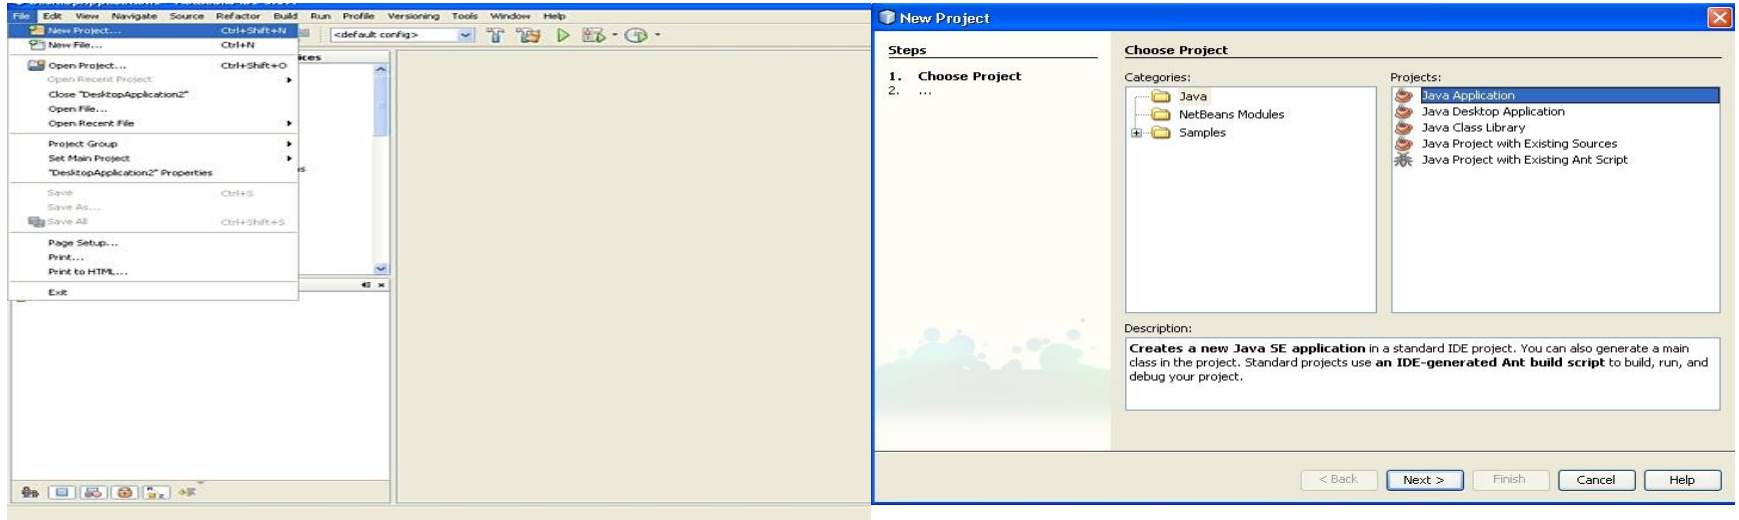 File Edit View Navigate Source Refactor Build Run Profile Versioning Tools Window Help
New Project... Ctrl+Shift+N
New File... Ctrl+N
Open Project... Ctrl+Shift+O
Open Recent Project
Close "DesktopApplication2"
Open File...
Open Recent File
Project Group
Set Main Project
"DesktopApplication2" Properties
Save Ctrl+S
Save As...
Save All Ctrl+Shift+S
Page Setup...
Print...
Print to HTML...
Exit
<default config>
New Project
Steps
1. Choose Project
2. ...
Choose Project
Categories:
Java
NetBeans Modules
Samples
Projects:
Java Application
Java Desktop Application
Java Class Library
Java Project with Existing Sources
Java Project with Existing Ant Script
Description:
Creates a new Java SE application in a standard IDE project. You can also generate a main
class in the project. Standard projects use an IDE-generated Ant build script to build, run, and
debug your project.
< Back Next > Finish Cancel Help